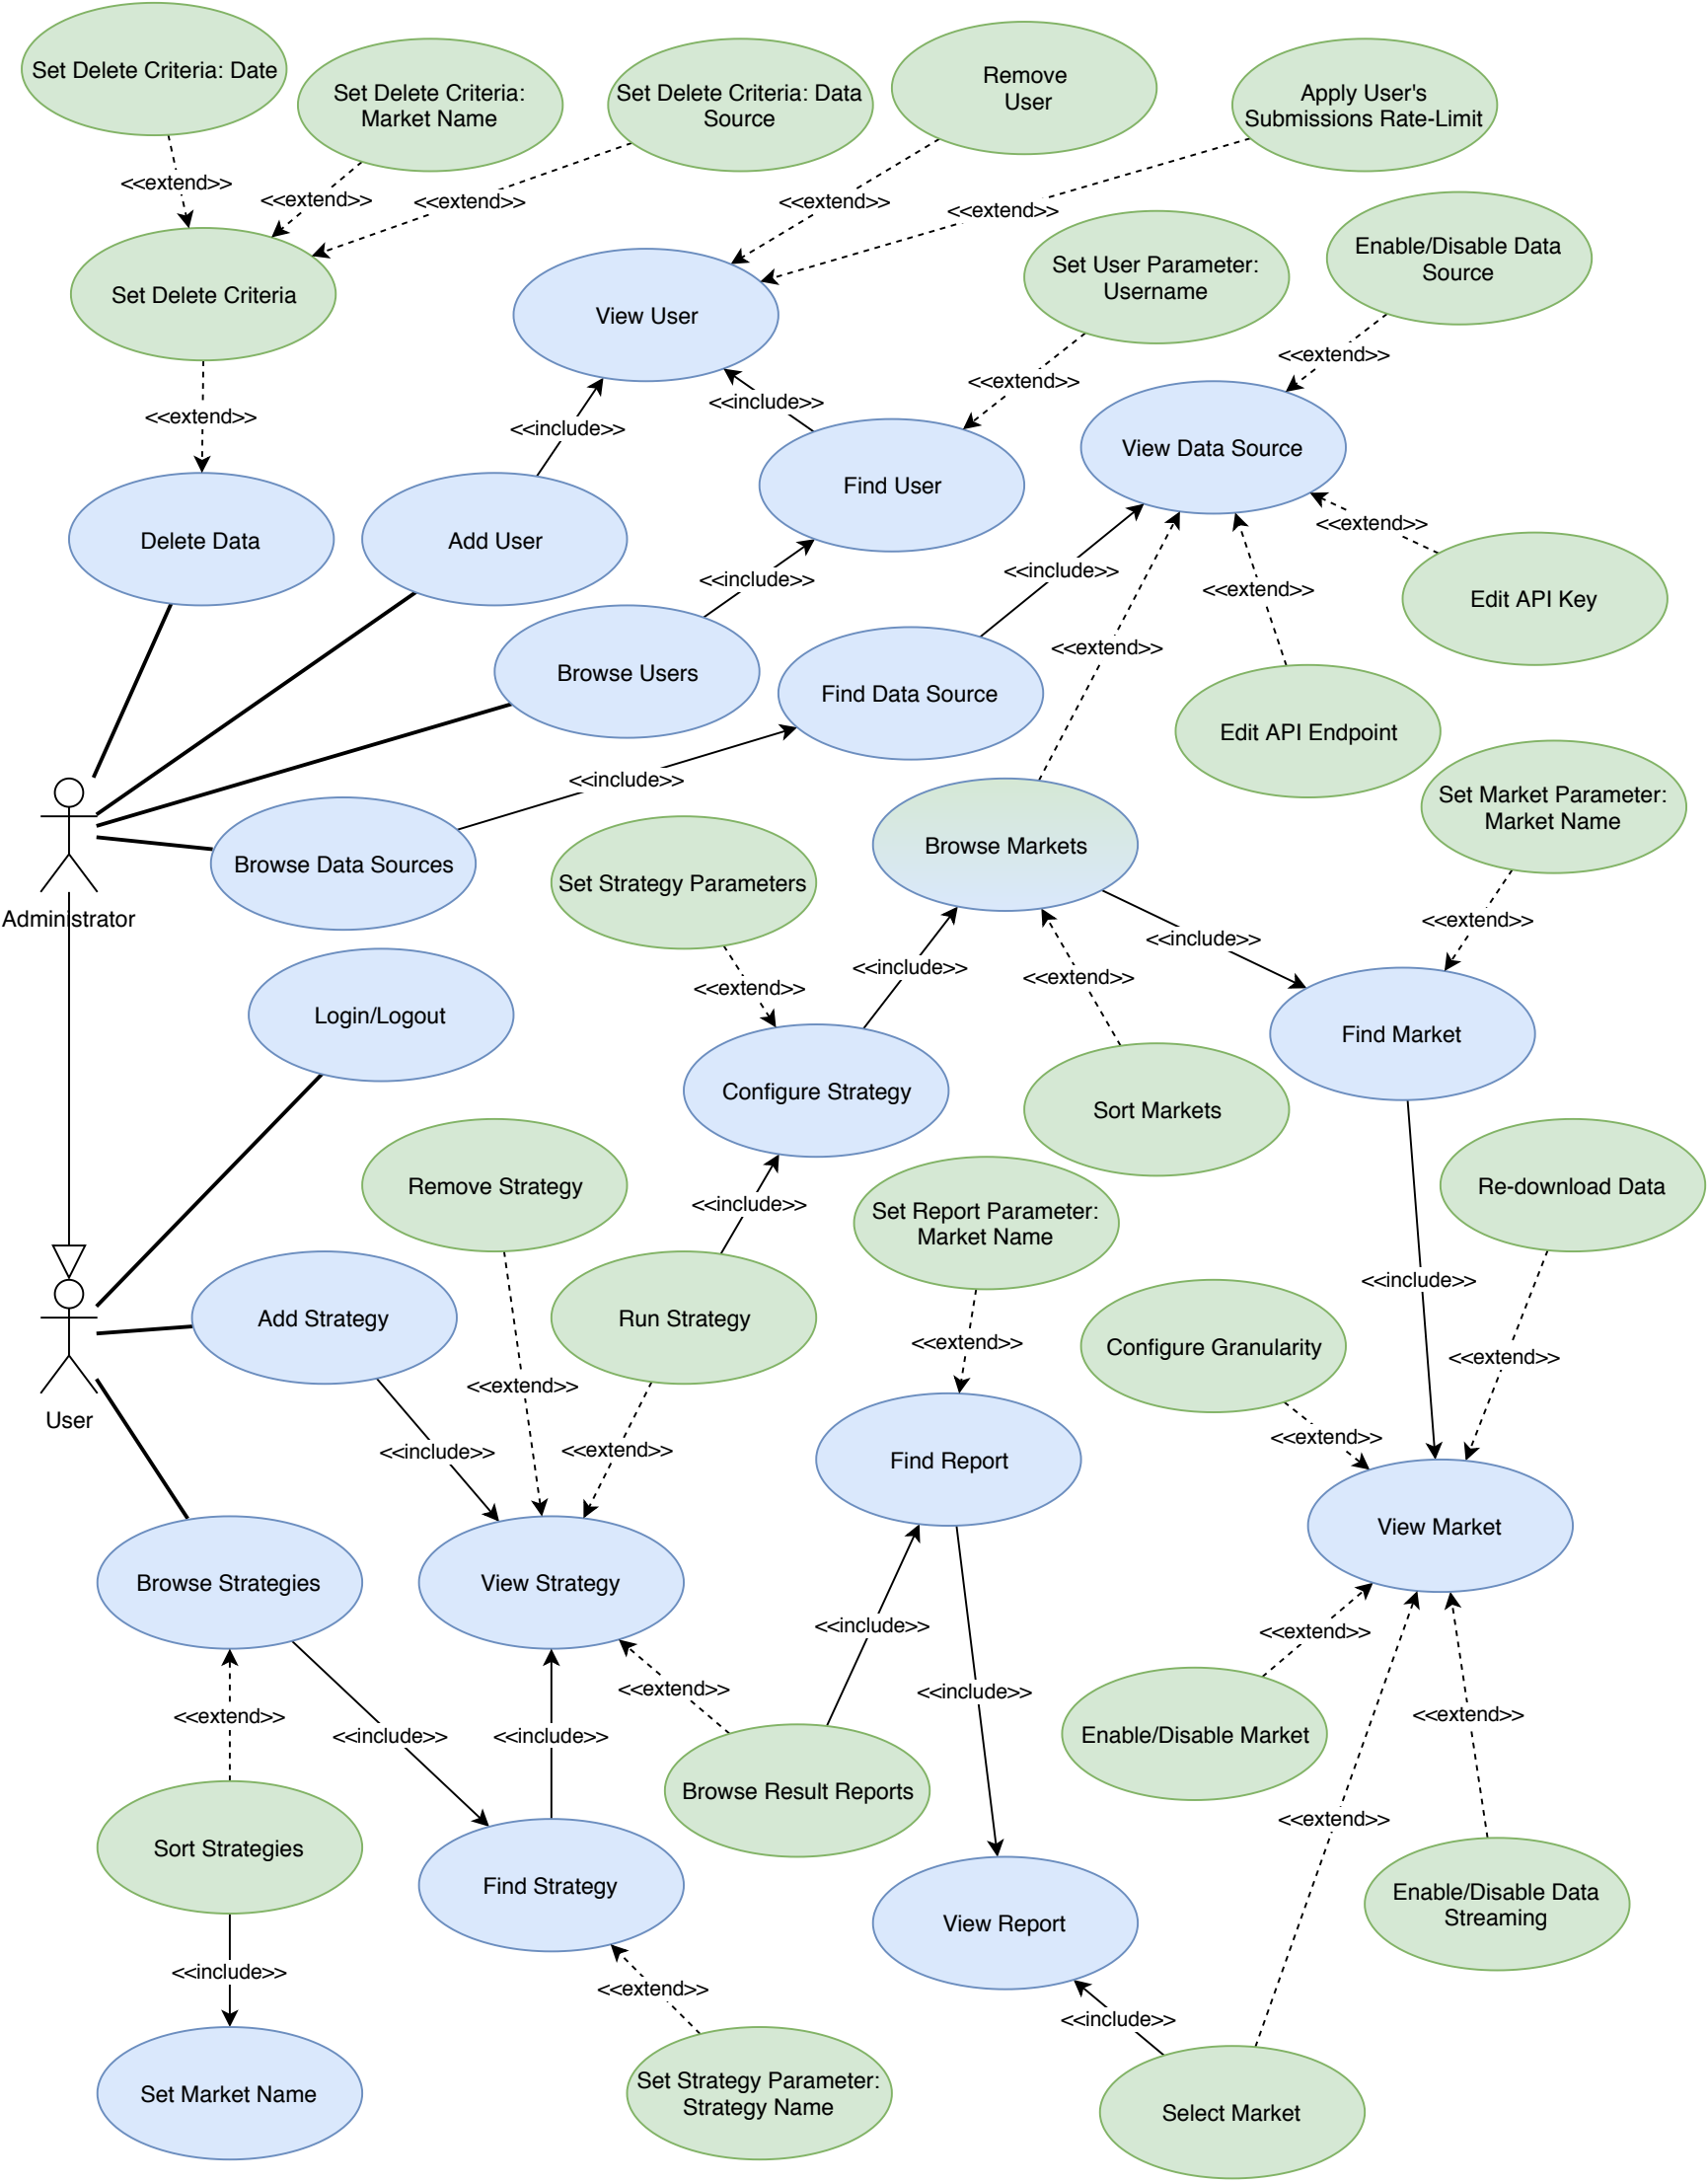 Set Delete Criteria: Date
Set Delete Criteria:
Market Name
Set Delete Criteria: Data
Source
Remove
User
Apply User's
Submissions Rate-Limit
<<extend>>
<<extend>>
<<extend>>
<<extend>>
<<extend>>
Set Delete Criteria
View User
Set User Parameter:
Username
Enable/Disable Data
Source
<<extend>>
<<extend>>
<<include>>
<<extend>>
<<include>>
View Data Source
Find User
<<extend>>
Delete Data
Add User
<<include>>
<<include>>
<<extend>>
Edit API Key
<<extend>>
Browse Users
Find Data Source
Edit API Endpoint
<<include>>
Set Market Parameter:
Market Name
Browse Markets
Browse Data Sources
Set Strategy Parameters
Administrator
<<extend>>
<<include>>
<<include>>
<<extend>>
<<extend>>
Login/Logout
Find Market
Configure Strategy
Sort Markets
Remove Strategy
<<include>>
Set Report Parameter:
Market Name
Re-download Data
<<include>>
Add Strategy
Run Strategy
<<extend>>
Configure Granularity
<<extend>>
<<extend>>
User
<<include>>
<<extend>>
<<extend>>
Find Report
View Market
Browse Strategies
View Strategy
<<include>>
<<extend>>
<<extend>>
<<include>>
<<extend>>
<<extend>>
<<include>>
<<include>>
Enable/Disable Market
Browse Result Reports
<<extend>>
Sort Strategies
Find Strategy
View Report
Enable/Disable Data
Streaming
<<include>>
<<extend>>
<<include>>
Set Market Name
Set Strategy Parameter:
Strategy Name
Select Market